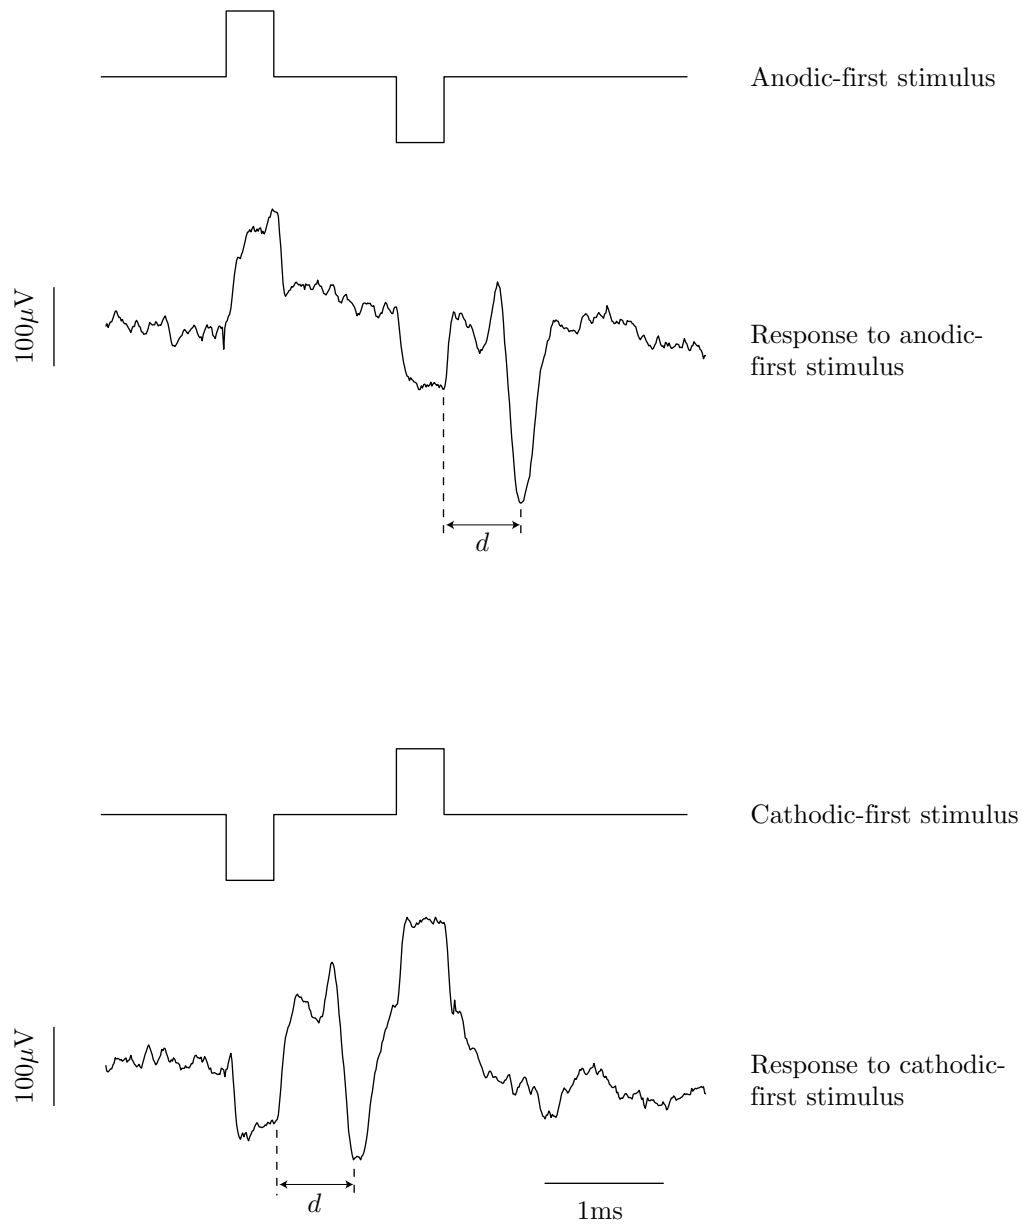 Anodic-first stimulus
100μV
Response to anodic-
first stimulus
d
Cathodic-first stimulus
100μV
Response to cathodic-
first stimulus
d
1ms